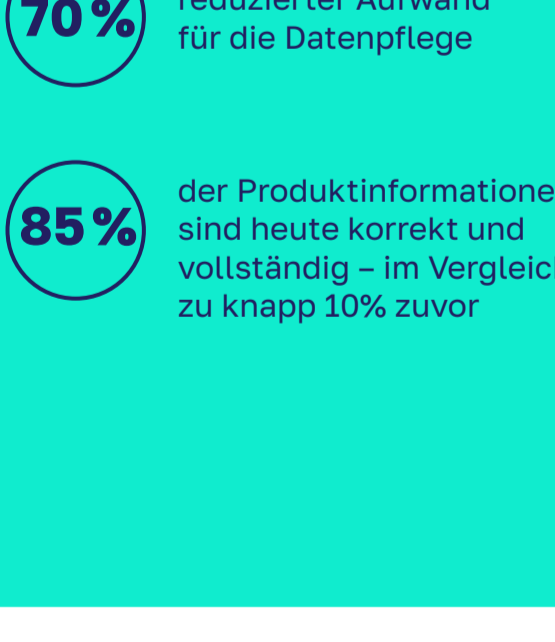 70 %
reduzierter Aufwand
für die Datenpflege
85 %
der Produktinformatione
sind heute korrekt und
vollständig – im Vergleic
zu knapp 10% zuvor